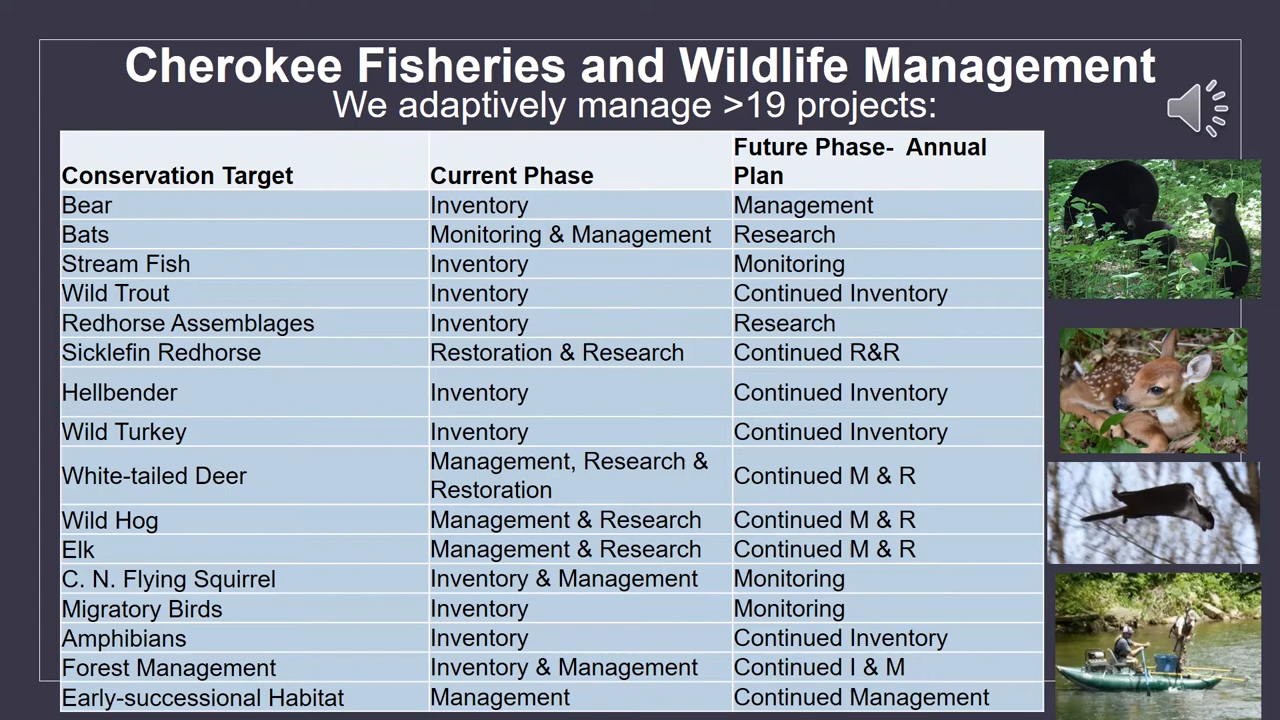 Cherokee Fisheries and Wildlife Management
We adaptively manage >19 projects:
Conservation Target Current Phase Future Phase- Annual Plan
Bear Inventory Management
Bats Monitoring & Management Research
Stream Fish Inventory Monitoring
Wild Trout Inventory Continued Inventory
Redhorse Assemblages Inventory Research
Sicklefin Redhorse Restoration & Research Continued R&R
Hellbender Inventory Continued Inventory
Wild Turkey Inventory Continued Inventory
White-tailed Deer Management, Research & Restoration Continued M & R
Wild Hog Management & Research Continued M & R
Elk Management & Research Continued M & R
C. N. Flying Squirrel Inventory & Management Monitoring
Migratory Birds Inventory Monitoring
Amphibians Inventory Continued Inventory
Forest Management Inventory & Management Continued I & M
Early-successional Habitat Management Continued Management